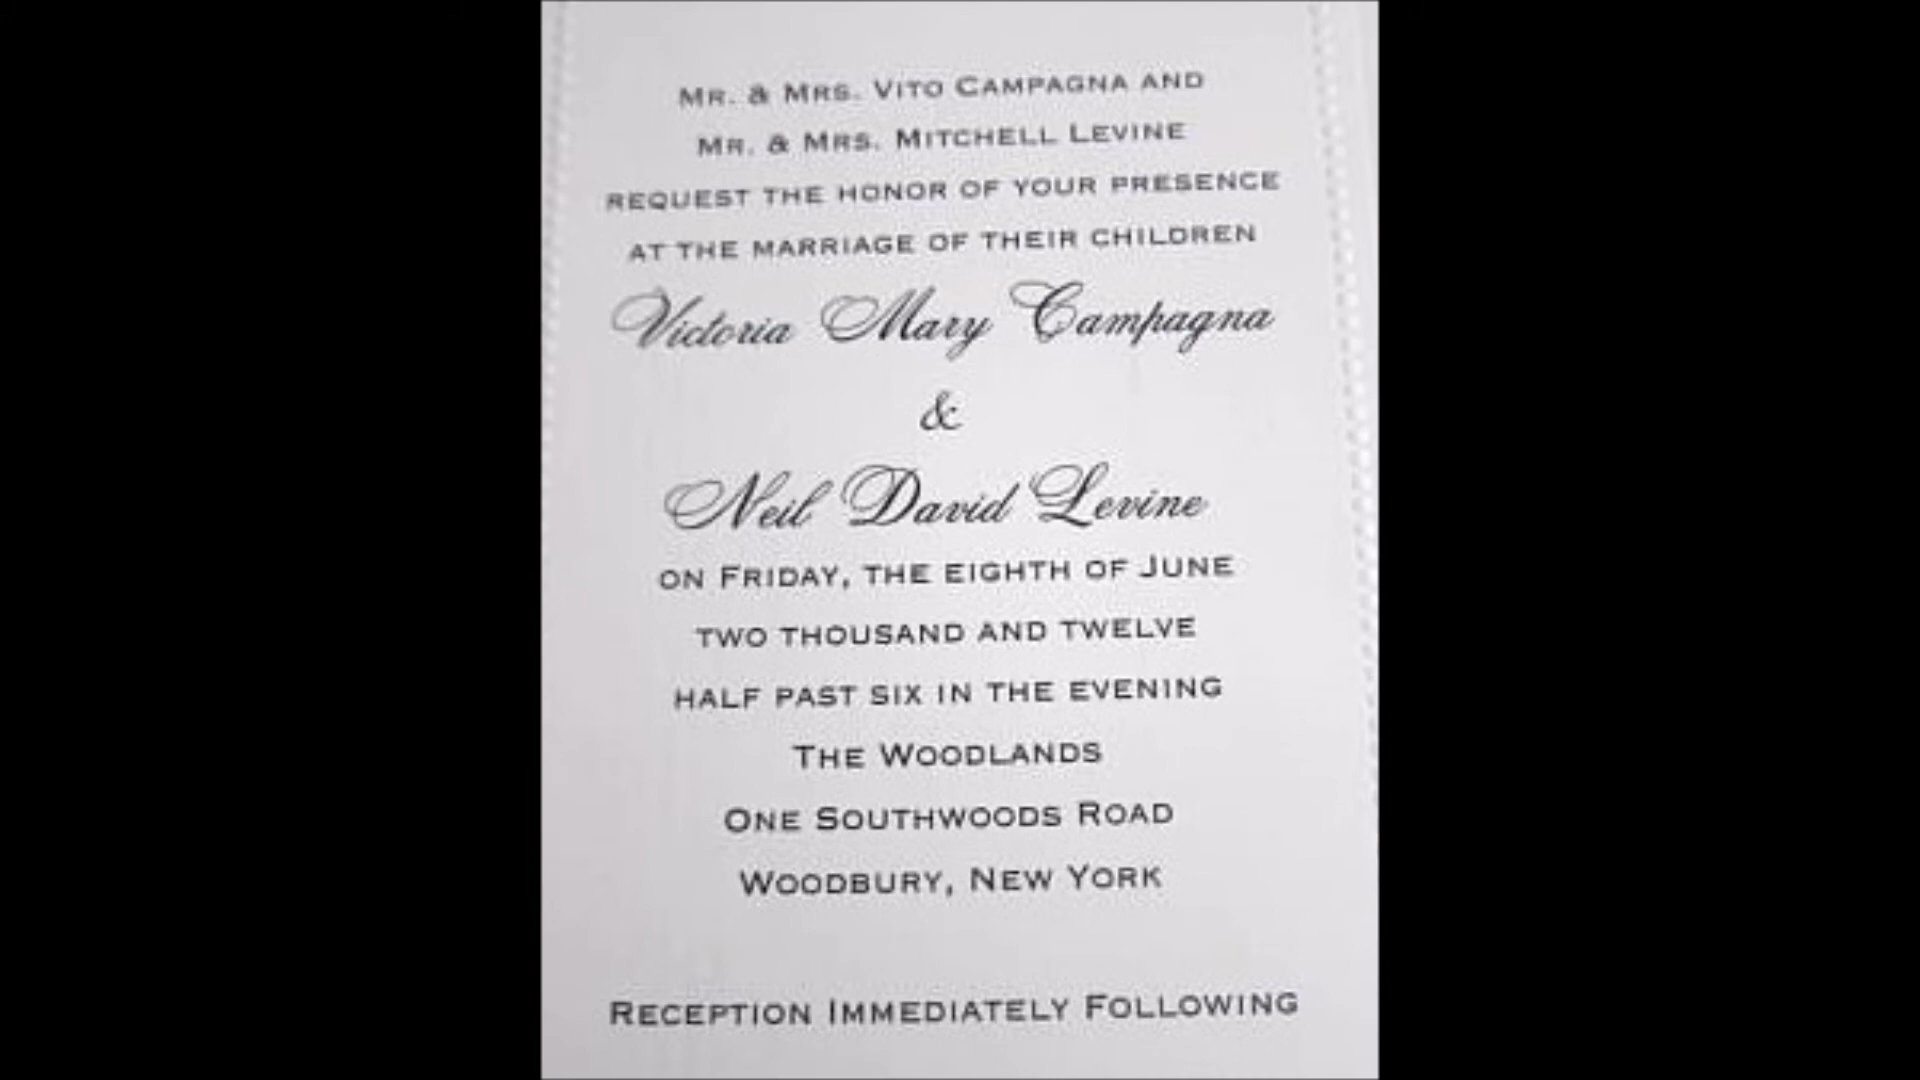 Mr. & Mrs. Vito Campagna and
Mr. & Mrs. Mitchell Levine
request the honor of your presence
at the marriage of their children
Victoria Mary Campagna
&
Neil David Levine
on Friday, the eighth of June
two thousand and twelve
half past six in the evening
The Woodlands
One Southwoods Road
Woodbury, New York
Reception Immediately Following